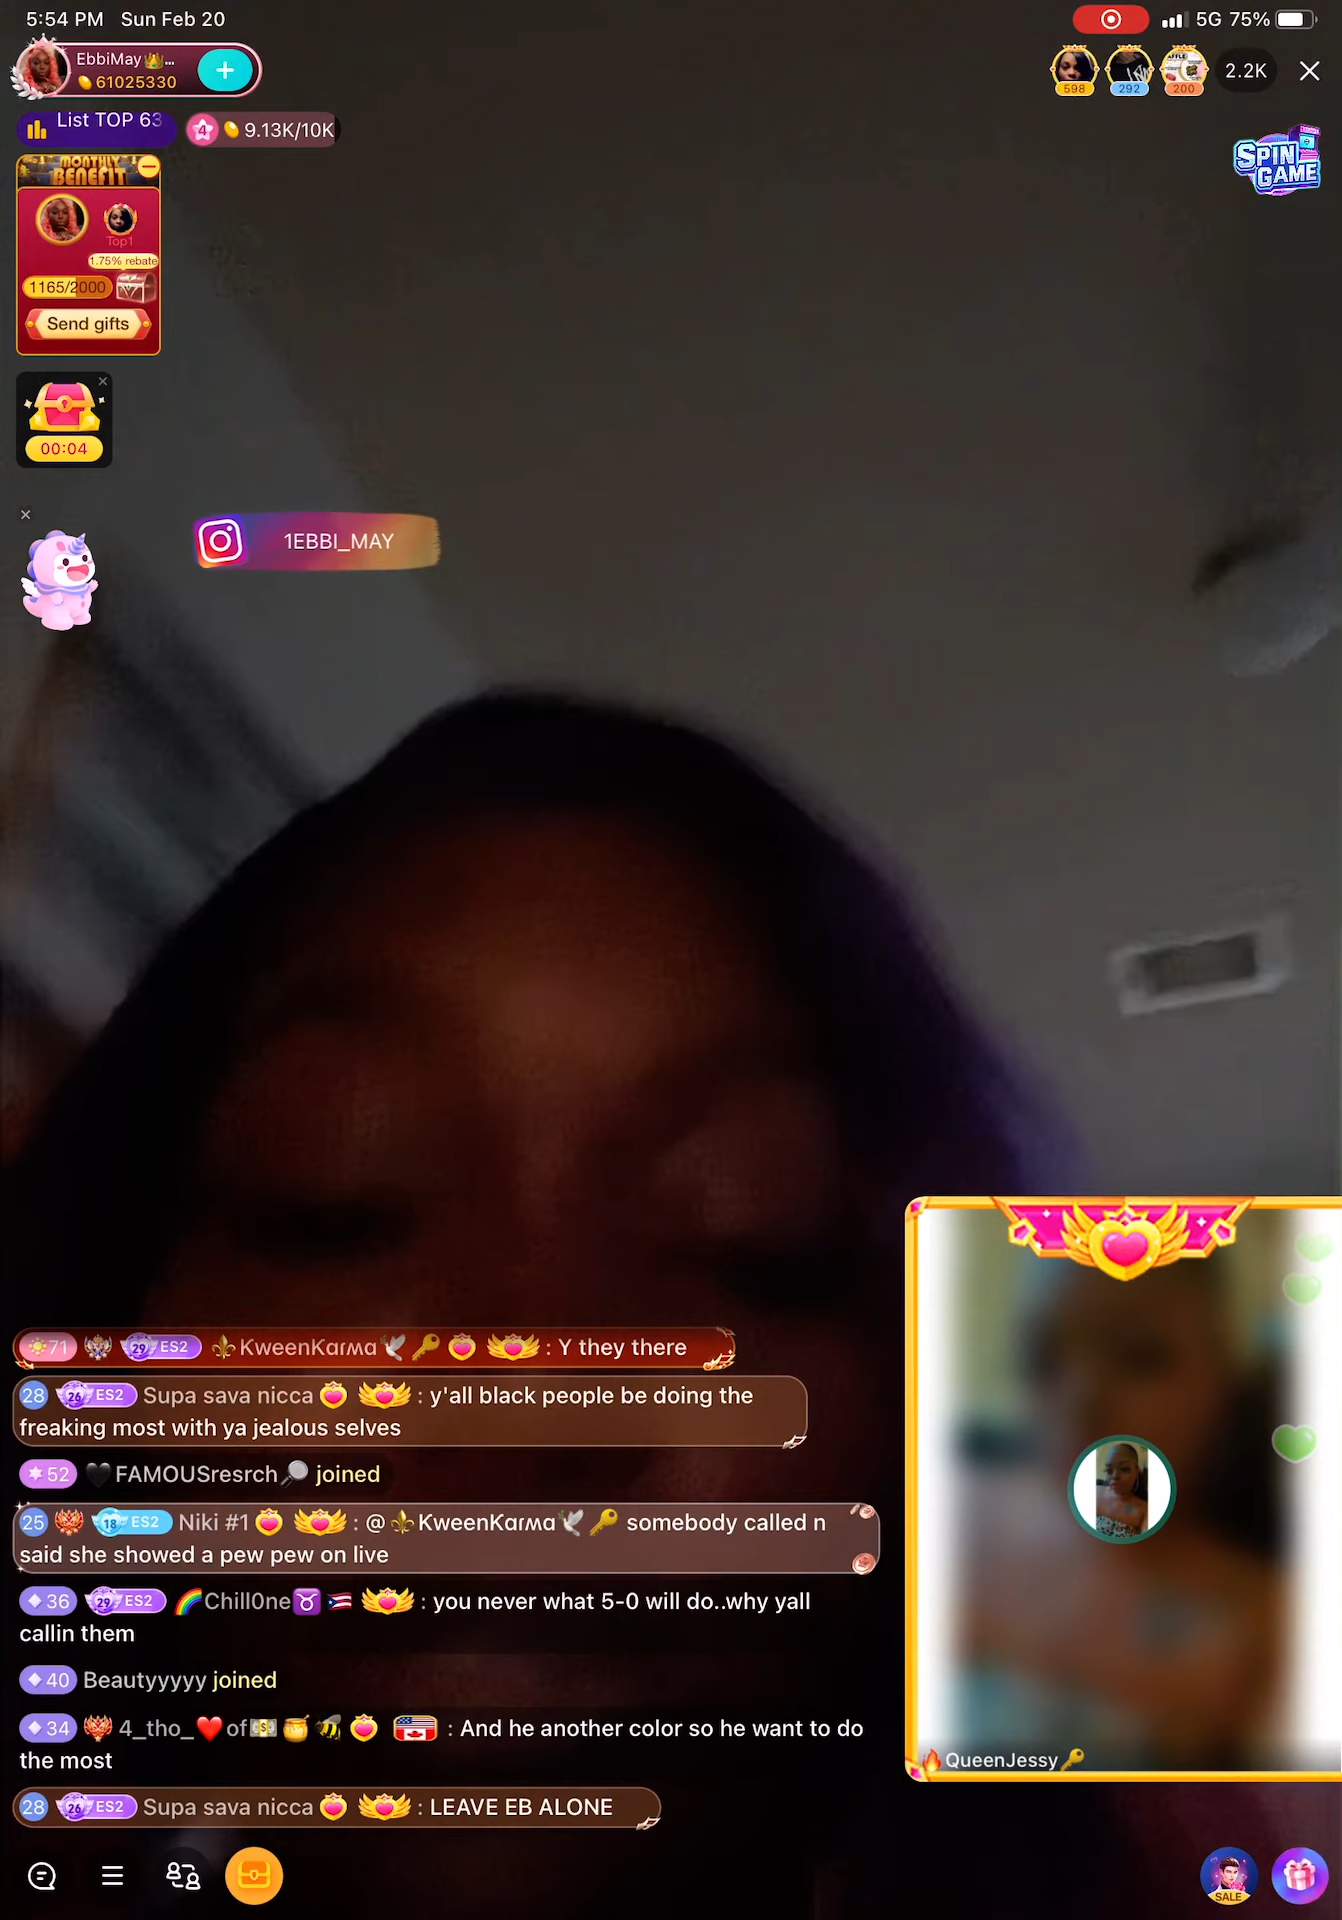 5:54 PM Sun Feb 20
5G 75%
EbbiMay👑...
61025330
598
292
200
2.2K
List TOP 63
4 9.13K/10K
SPIN GAME
MONTHLY BENEFIT
Top1
1.75% rebate
1165/2000
Send gifts
00:04
1EBBI_MAY
71 29 ES2 ⚜️KweenKarмa🕊️🔑 : Y they there
28 26 ES2 Supa sava nicca : y'all black people be doing the
freaking most with ya jealous selves
52 🖤FAMOUSresrch🔎 joined
25 18 ES2 Niki #1 : @⚜️KweenKarмa🕊️🔑 somebody called n
said she showed a pew pew on live
36 29 ES2 🌈Chill0ne♉🇵🇷 : you never what 5-0 will do..why yall
callin them
40 Beautyyyyy joined
34 4_tho_❤️of💵🍯🐝 : And he another color so he want to do
the most
🔥QueenJessy🔑
28 26 ES2 Supa sava nicca : LEAVE EB ALONE
SALE